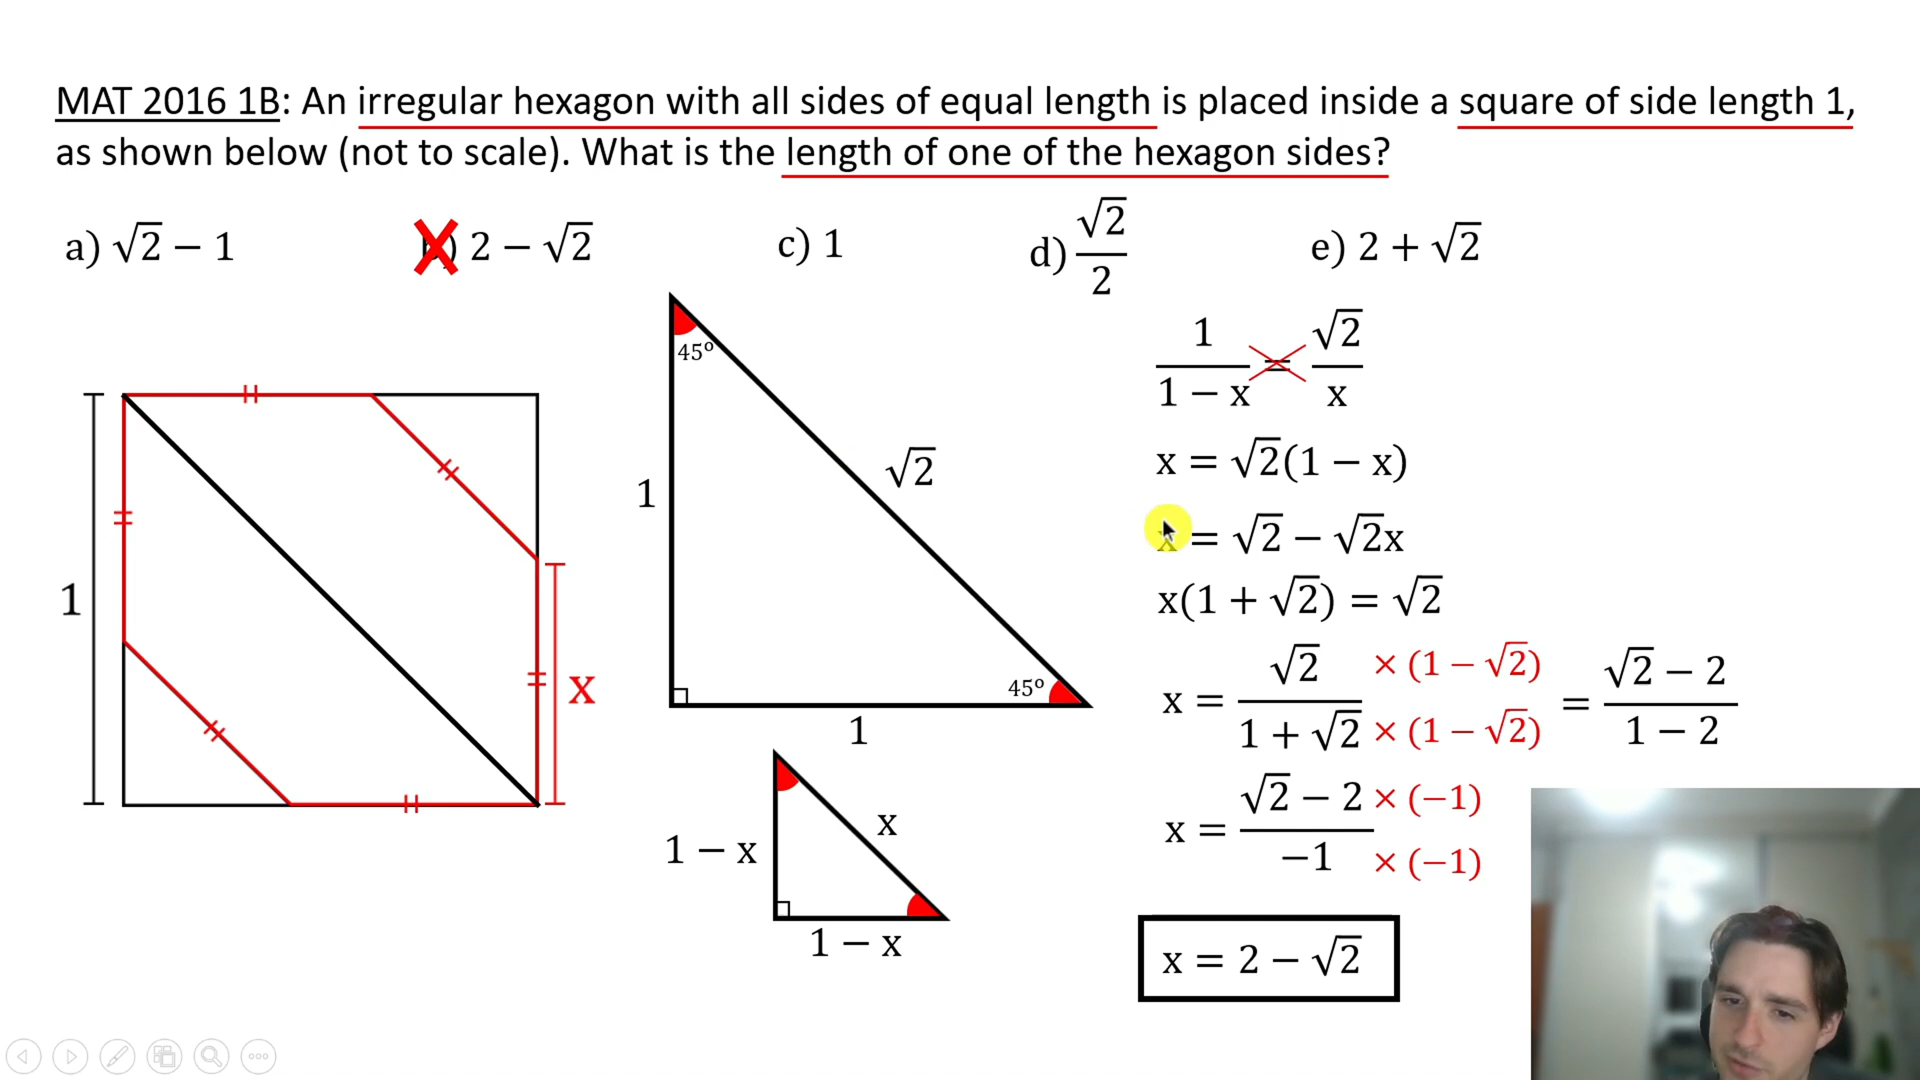 MAT 2016 1B: An irregular hexagon with all sides of equal length is placed inside a square of side length 1,
as shown below (not to scale). What is the length of one of the hexagon sides?
a) √2 − 1
2 − √2
c) 1
d) √2/2
e) 2 + √2
1
x
45º
1
√2
45º
1
1 − x
x
1 − x
1/(1 − x) = √2/x
x = √2(1 − x)
x = √2 − √2x
x(1 + √2) = √2
x = √2/(1 + √2) × (1 − √2) × (1 − √2) = (√2 − 2)/(1 − 2)
x = (√2 − 2)/−1 × (−1) × (−1)
x = 2 − √2